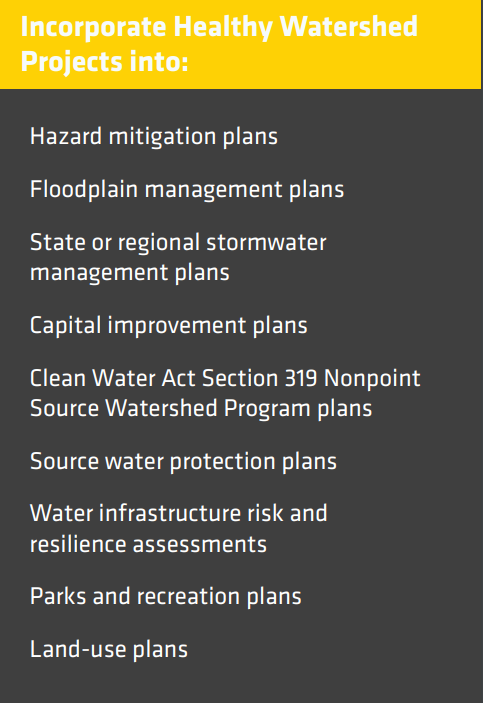 Incorporate Healthy Watershed
Projects into:
Hazard mitigation plans
Floodplain management plans
State or regional stormwater
management plans
Capital improvement plans
Clean Water Act Section 319 Nonpoint
Source Watershed Program plans
Source water protection plans
Water infrastructure risk and
resilience assessments
Parks and recreation plans
Land-use plans